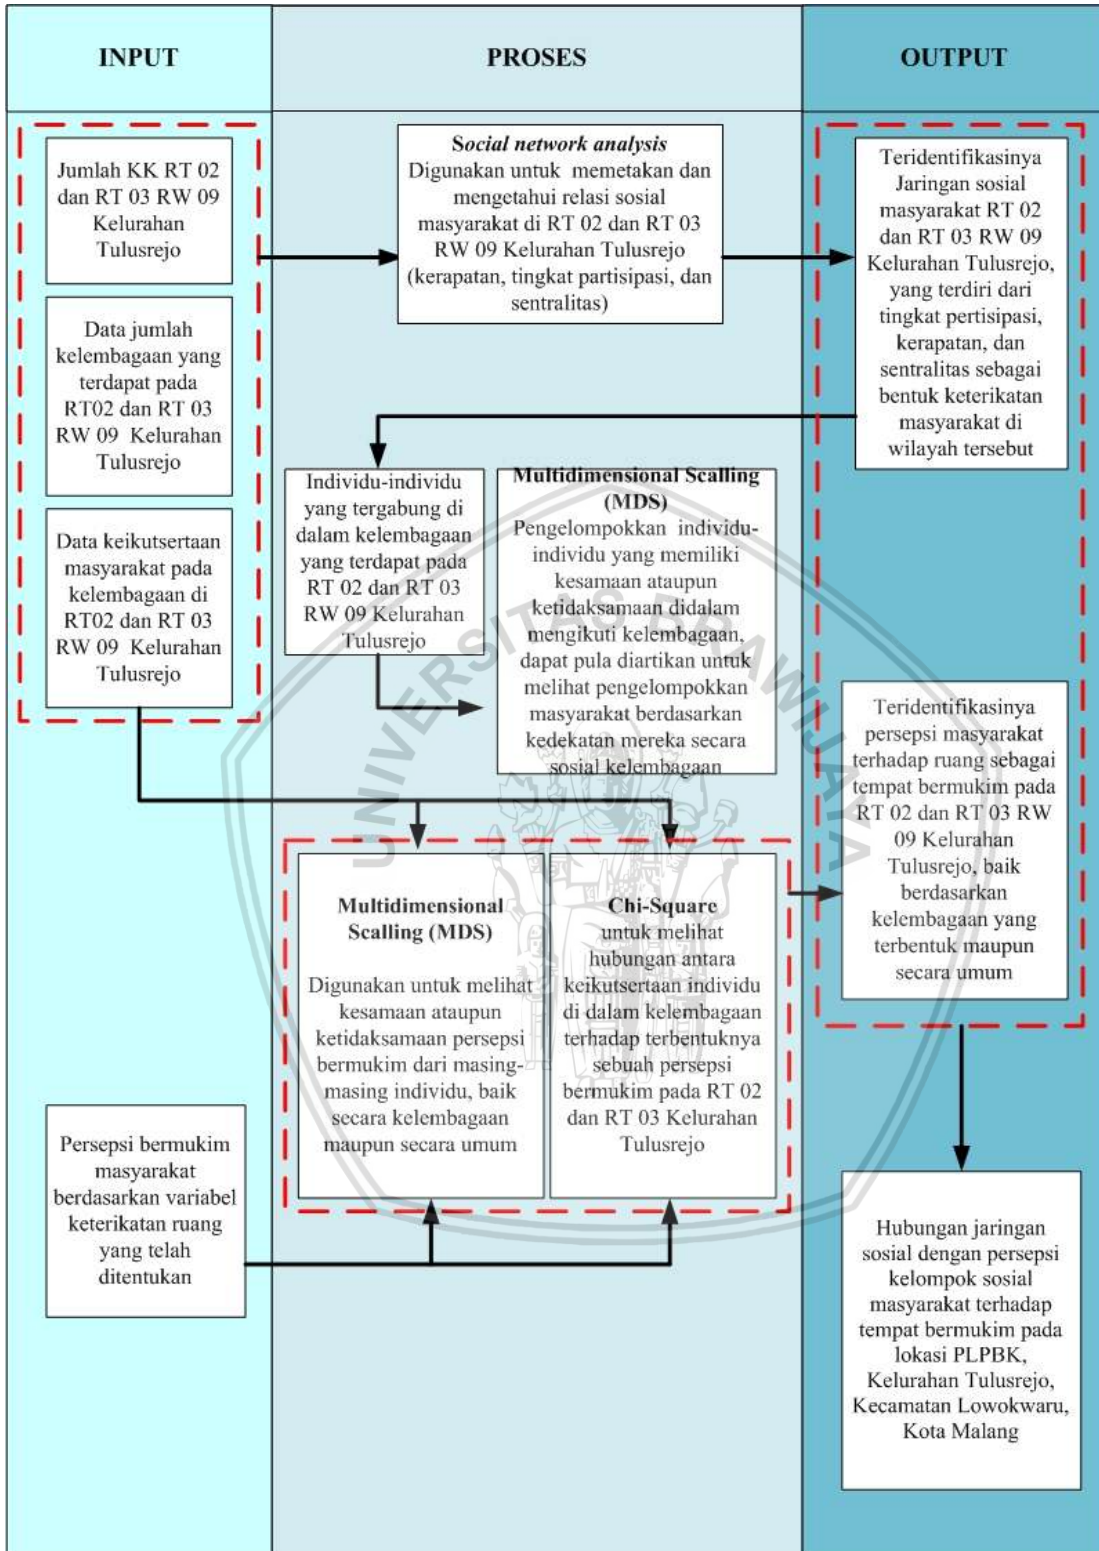 INPUT
PROSES
OUTPUT
Jumlah KK RT 02
dan RT 03 RW 09
Kelurahan
Tulusrejo
Data jumlah
kelembagaan yang
terdapat pada
RT02 dan RT 03
RW 09 Kelurahan
Tulusrejo
Data keikutsertaan
masyarakat pada
kelembagaan di
RT02 dan RT 03
RW 09 Kelurahan
Tulusrejo
Persepsi bermukim
masyarakat
berdasarkan variabel
keterikatan ruang
yang telah
ditentukan
Social network analysis
Digunakan untuk memetakan dan
mengetahui relasi sosial
masyarakat di RT 02 dan RT 03
RW 09 Kelurahan Tulusrejo
(kerapatan, tingkat partisipasi, dan
sentralitas)
Individu-individu
yang tergabung di
dalam kelembagaan
yang terdapat pada
RT 02 dan RT 03
RW 09 Kelurahan
Tulusrejo
Multidimensional Scalling
(MDS)
Pengelompokkan individu-
individu yang memiliki
kesamaan ataupun
ketidaksamaan didalam
mengikuti kelembagaan,
dapat pula diartikan untuk
melihat pengelompokkan
masyarakat berdasarkan
kedekatan mereka secara
sosial kelembagaan
Multidimensional
Scalling (MDS)
Digunakan untuk melihat
kesamaan ataupun
ketidaksamaan persepsi
bermukim dari masing-
masing individu, baik
secara kelembagaan
maupun secara umum
Chi-Square
untuk melihat
hubungan antara
keikutsertaan individu
di dalam kelembagaan
terhadap terbentuknya
sebuah persepsi
bermukim pada RT 02
dan RT 03 Kelurahan
Tulusrejo
Teridentifikasinya
Jaringan sosial
masyarakat RT 02
dan RT 03 RW 09
Kelurahan Tulusrejo,
yang terdiri dari
tingkat pertisipasi,
kerapatan, dan
sentralitas sebagai
bentuk keterikatan
masyarakat di
wilayah tersebut
Teridentifikasinya
persepsi masyarakat
terhadap ruang sebagai
tempat bermukim pada
RT 02 dan RT 03 RW
09 Kelurahan
Tulusrejo, baik
berdasarkan
kelembagaan yang
terbentuk maupun
secara umum
Hubungan jaringan
sosial dengan persepsi
kelompok sosial
masyarakat terhadap
tempat bermukim pada
lokasi PLPBK,
Kelurahan Tulusrejo,
Kecamatan Lowokwaru,
Kota Malang
UNIVERSITAS BRAWIJAYA